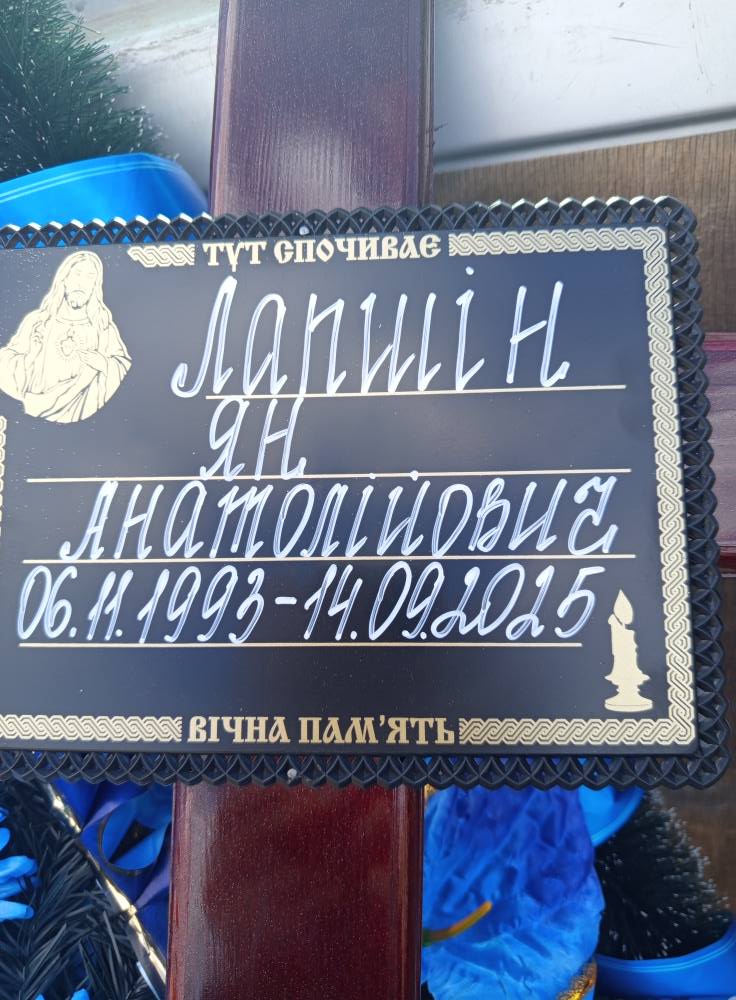 ТУТ СПОЧИВАЄ
Лапшін
ЯН
АНАТОЛІЙОВИЧ
06.11.1993-14.09.2025
ВІЧНА ПАМ'ЯТЬ